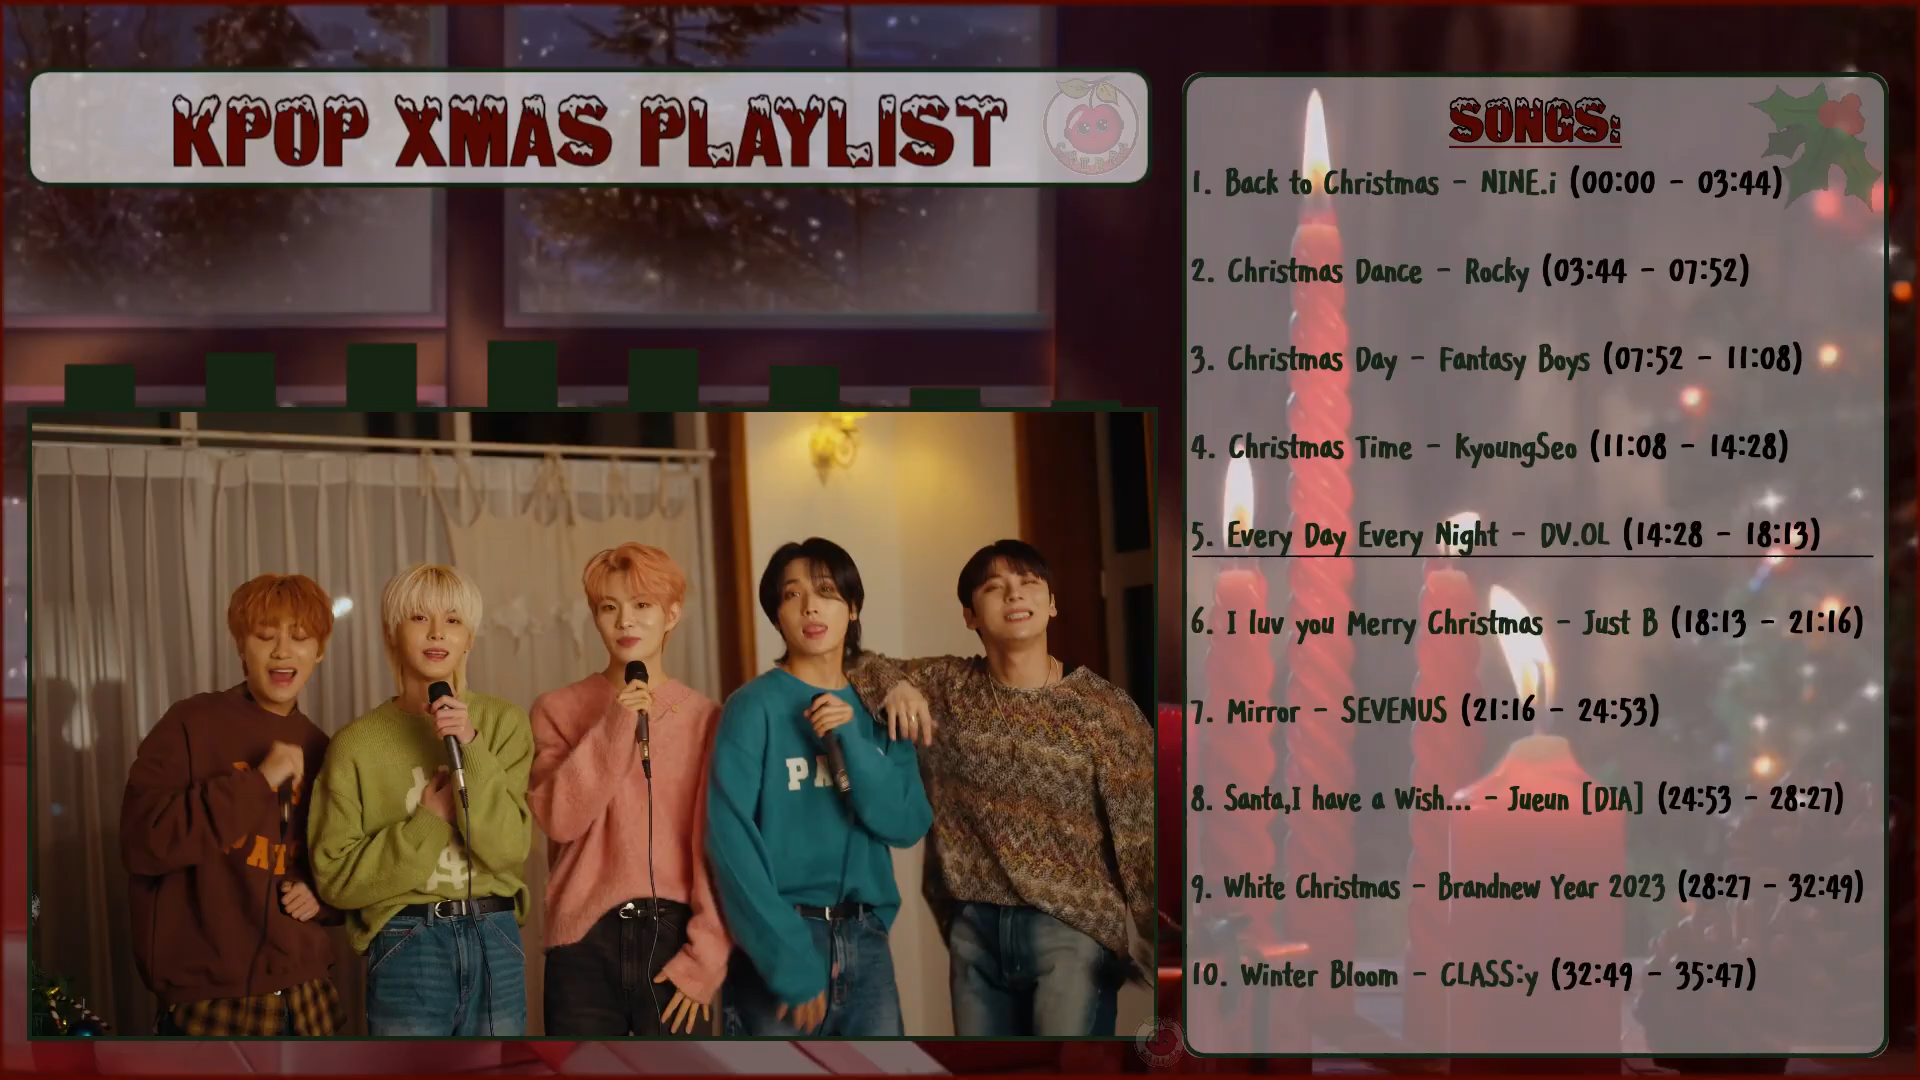 KPOP XMAS PLAYLIST
SONGS:
1. Back to Christmas - NINE.i (00:00 - 03:44)
2. Christmas Dance - Rocky (03:44 - 07:52)
3. Christmas Day - Fantasy Boys (07:52 - 11:08)
4. Christmas Time - KyoungSeo (11:08 - 14:28)
5. Every Day Every Night - DV.OL (14:28 - 18:13)
6. I luv you Merry Christmas - Just B (18:13 - 21:16)
7. Mirror - SEVENUS (21:16 - 24:53)
8. Santa,I have a Wish... - Jueun [DIA] (24:53 - 28:27)
9. White Christmas - Brandnew Year 2023 (28:27 - 32:49)
10. Winter Bloom - CLASS:y (32:49 - 35:47)